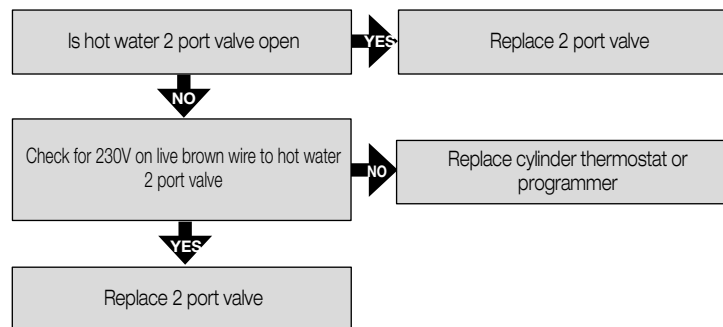 Is hot water 2 port valve open
YES
Replace 2 port valve
NO
Check for 230V on live brown wire to hot water
2 port valve
NO
Replace cylinder thermostat or
programmer
YES
Replace 2 port valve